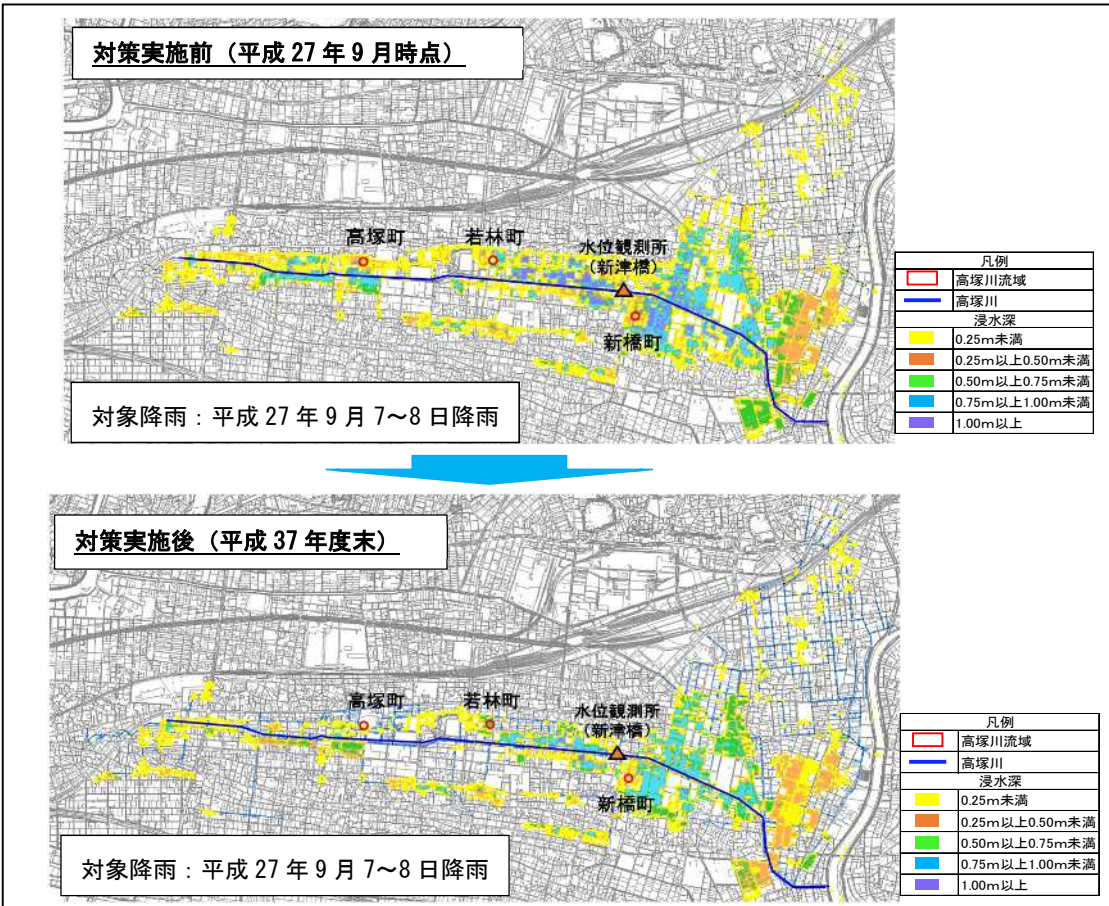 対策実施前（平成 27 年 9 月時点）
高塚町
若林町
水位観測所
（新津橋）
新橋町
対象降雨：平成 27 年 9 月 7～8 日降雨
凡例
高塚川流域
高塚川
浸水深
0.25m未満
0.25m以上0.50m未満
0.50m以上0.75m未満
0.75m以上1.00m未満
1.00m以上
対策実施後（平成 37 年度末）
高塚町
若林町
水位観測所
（新津橋）
新橋町
対象降雨：平成 27 年 9 月 7～8 日降雨
凡例
高塚川流域
高塚川
浸水深
0.25m未満
0.25m以上0.50m未満
0.50m以上0.75m未満
0.75m以上1.00m未満
1.00m以上